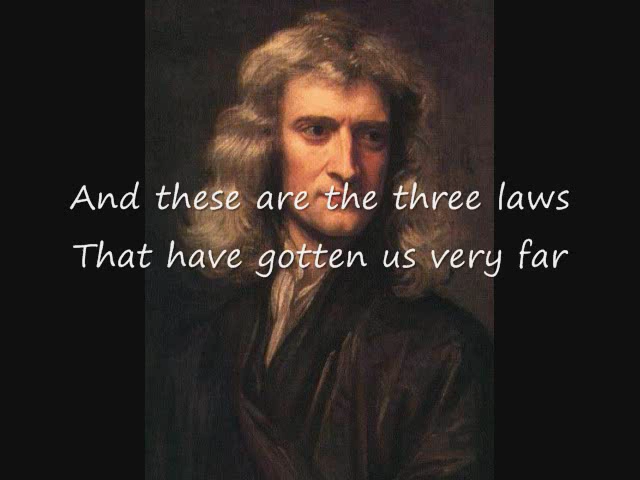 And these are the three laws
That have gotten us very far